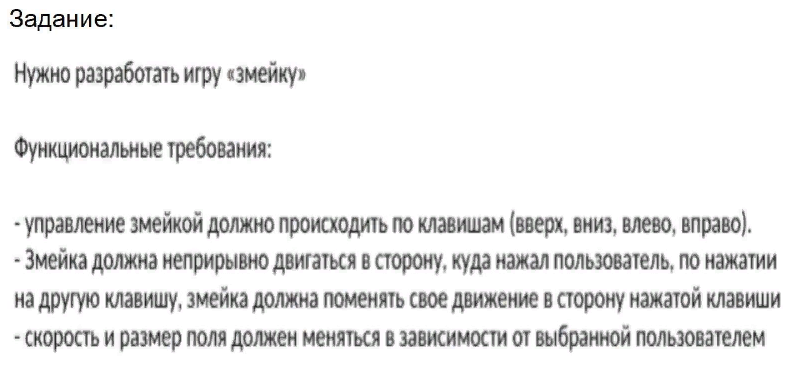 Задание:
Нужно разработать игру «змейку»
Функциональные требования:
- управление змейкой должно происходить по клавишам (вверх, вниз, влево, вправо).
- Змейка должна неприрывно двигаться в сторону, куда нажал пользователь, по нажатии
на другую клавишу, змейка должна поменять свое движение в сторону нажатой клавиши
- скорость и размер поля должен меняться в зависимости от выбранной пользователем